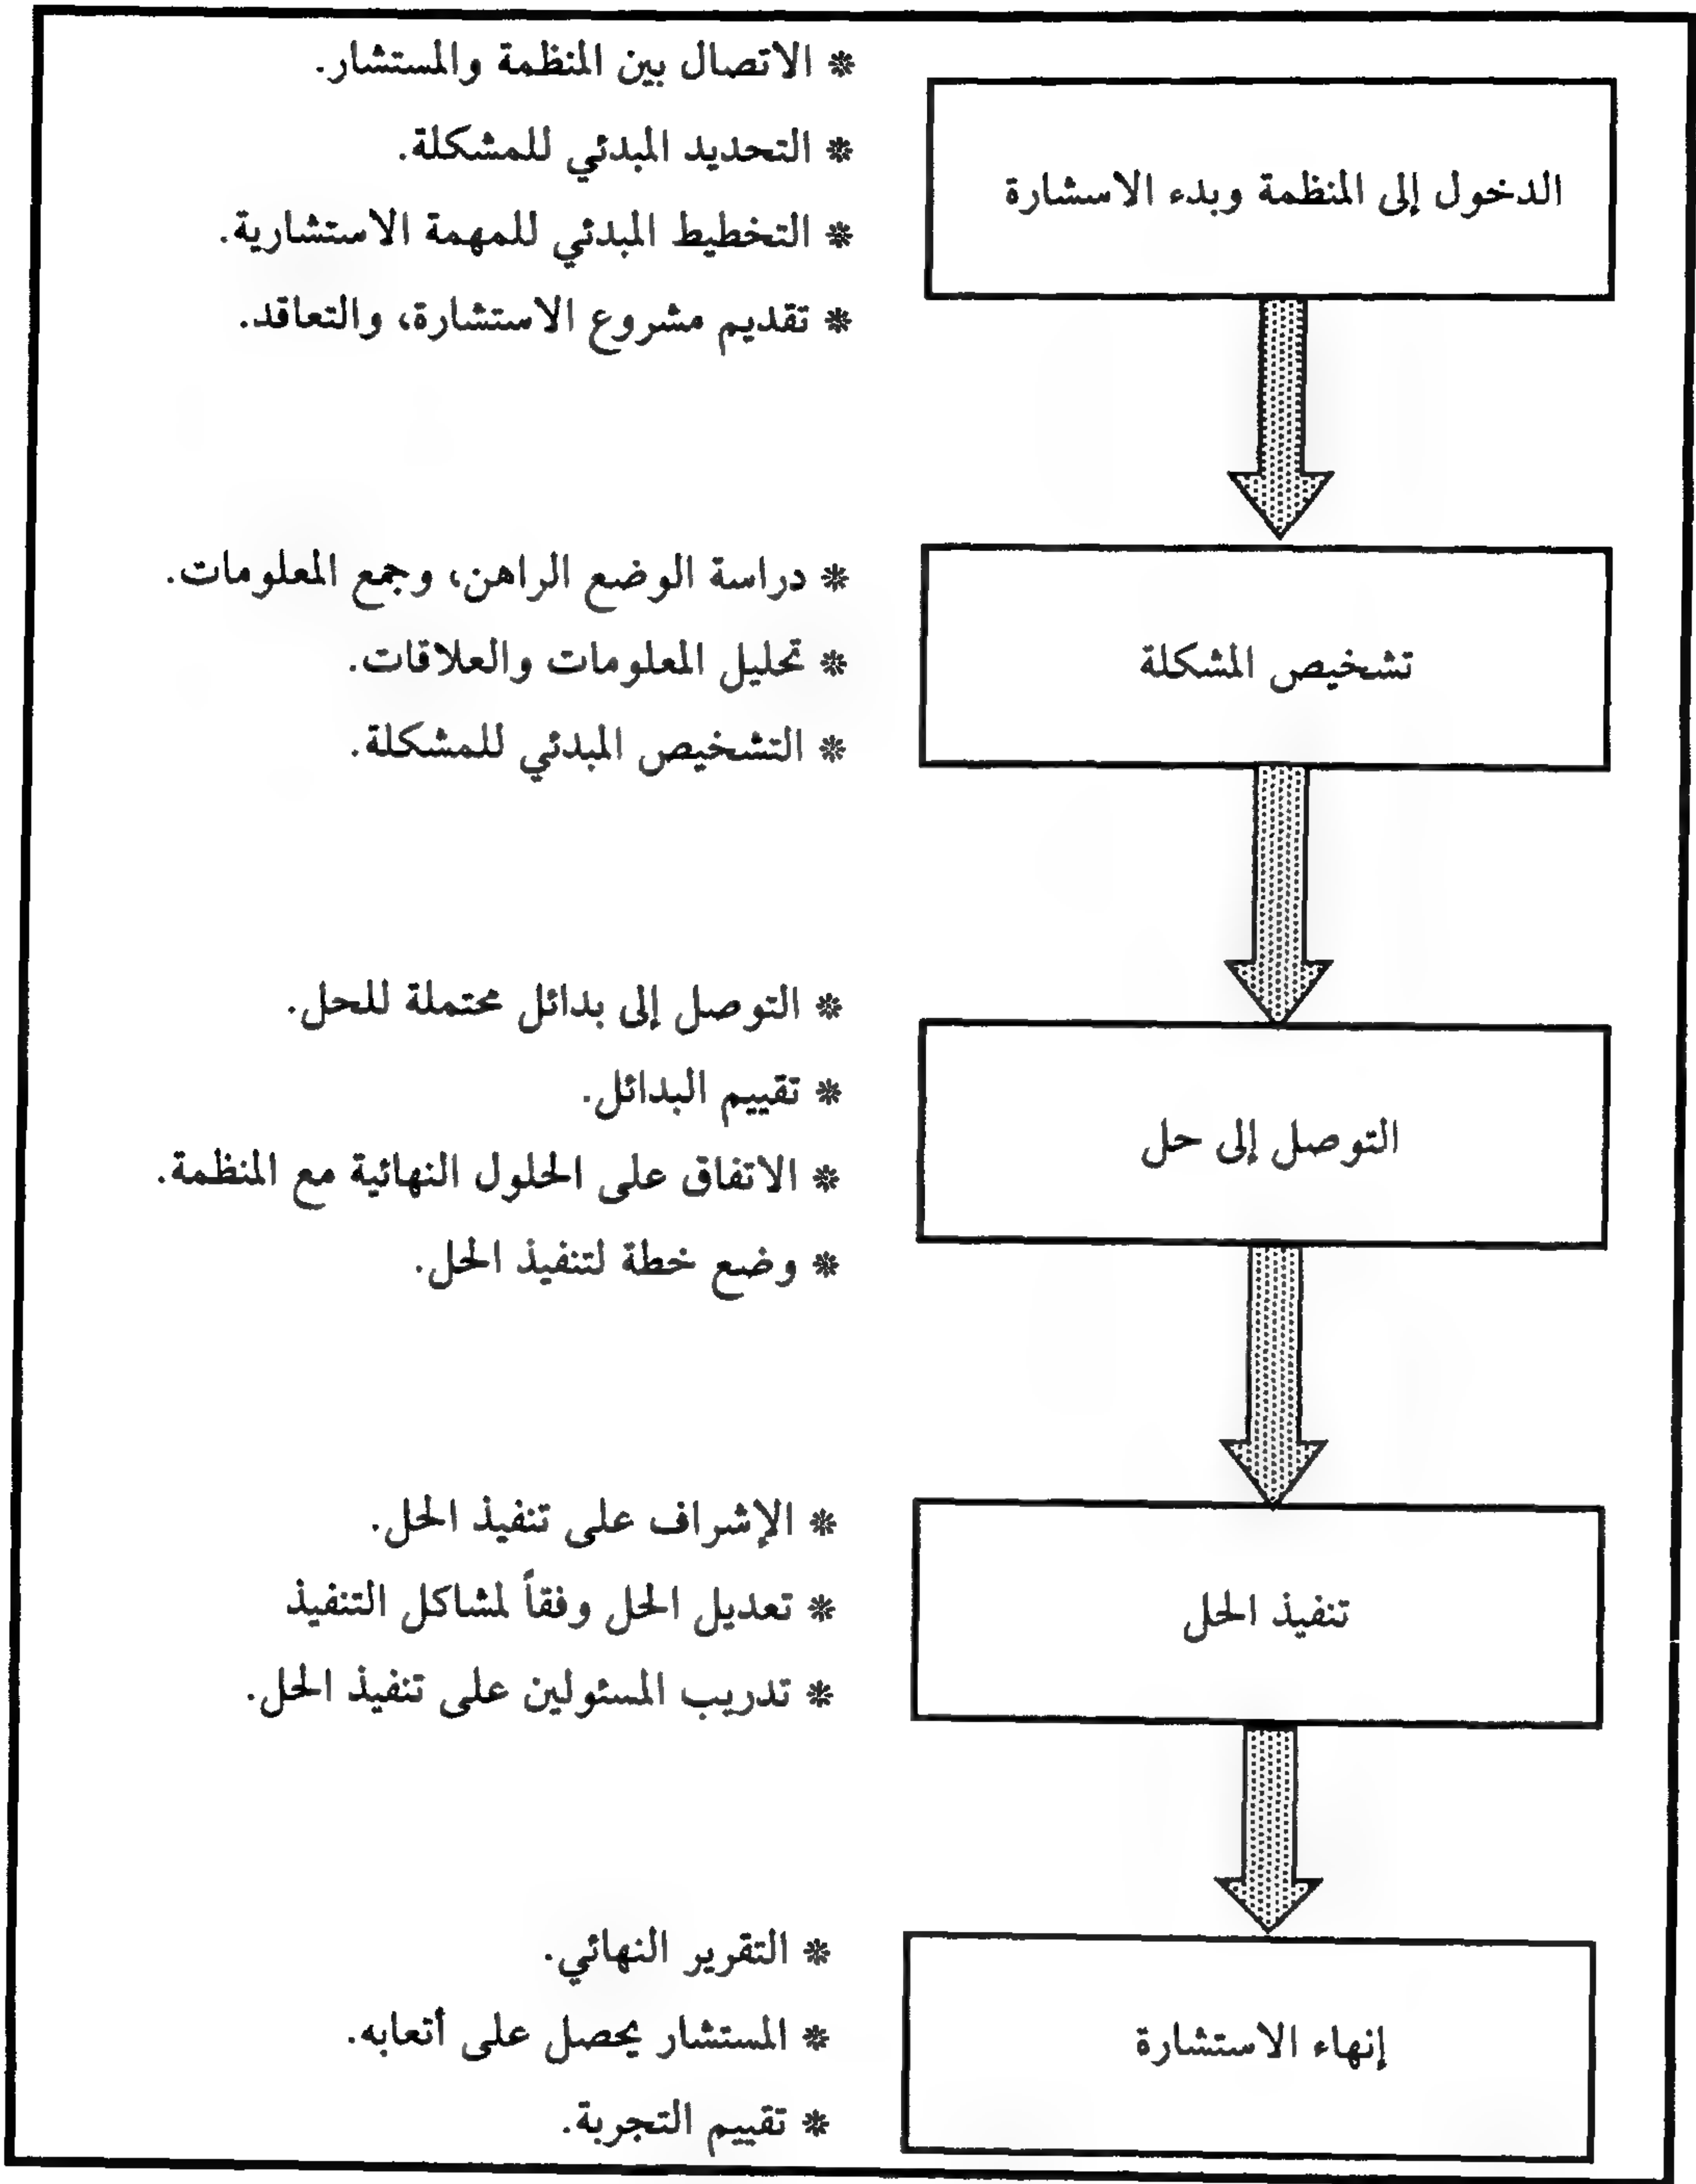 الدخول إلى المنظمة وبدء الاسشارة
* الاتصال بين المنظمة والمستشار.
* التحديد المبدئي للمشكلة.
* التخطيط المبدئي للمهمة الاستشارية.
* تقديم مشروع الاستشارة، والتعاقد.
تشخيص المشكلة
* دراسة الوضع الراهن، وجمع المعلومات.
* تحليل المعلومات والعلاقات.
* التشخيص المبدئي للمشكلة.
التوصل إلى حل
* التوصل إلى بدائل محتملة للحل.
* تقييم البدائل.
* الاتفاق على الحلول النهائية مع المنظمة.
* وضع خطة لتنفيذ الحل.
تنفيذ الحل
* الإشراف على تنفيذ الحل.
* تعديل الحل وفقاً لمشاكل التنفيذ
* تدريب المسئولين على تنفيذ الحل.
إنهاء الاستشارة
* التقرير النهائي.
* المستشار يحصل على أتعابه.
* تقييم التجربة.